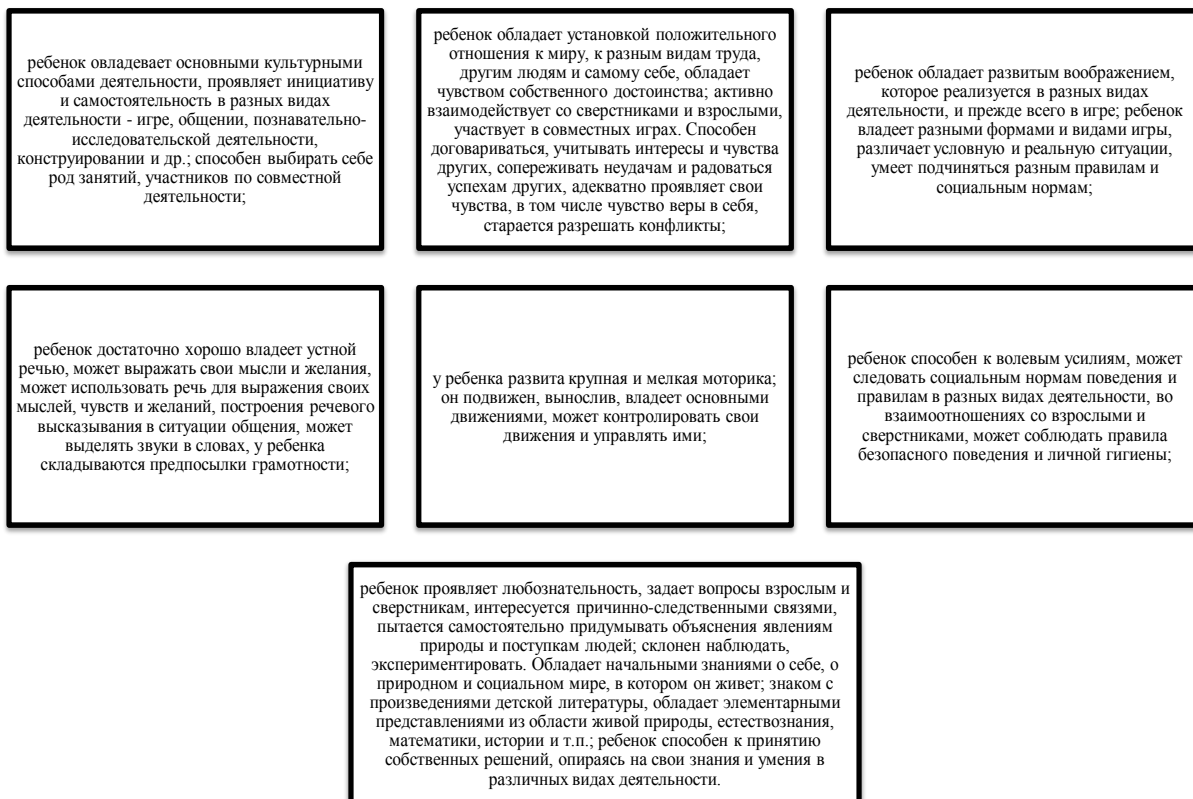 ребенок овладевает основными культурными
способами деятельности, проявляет инициативу
и самостоятельность в разных видах
деятельности - игре, общении, познавательно-
исследовательской деятельности,
конструировании и др.; способен выбирать себе
род занятий, участников по совместной
деятельности;
ребенок обладает установкой положительного
отношения к миру, к разным видам труда,
другим людям и самому себе, обладает
чувством собственного достоинства; активно
взаимодействует со сверстниками и взрослыми,
участвует в совместных играх. Способен
договариваться, учитывать интересы и чувства
других, сопереживать неудачам и радоваться
успехам других, адекватно проявляет свои
чувства, в том числе чувство веры в себя,
старается разрешать конфликты;
ребенок обладает развитым воображением,
которое реализуется в разных видах
деятельности, и прежде всего в игре; ребенок
владеет разными формами и видами игры,
различает условную и реальную ситуации,
умеет подчиняться разным правилам и
социальным нормам;
ребенок достаточно хорошо владеет устной
речью, может выражать свои мысли и желания,
может использовать речь для выражения своих
мыслей, чувств и желаний, построения речевого
высказывания в ситуации общения, может
выделять звуки в словах, у ребенка
складываются предпосылки грамотности;
у ребенка развита крупная и мелкая моторика;
он подвижен, вынослив, владеет основными
движениями, может контролировать свои
движения и управлять ими;
ребенок способен к волевым усилиям, может
следовать социальным нормам поведения и
правилам в разных видах деятельности, во
взаимоотношениях со взрослыми и
сверстниками, может соблюдать правила
безопасного поведения и личной гигиены;
ребенок проявляет любознательность, задает вопросы взрослым и
сверстникам, интересуется причинно-следственными связями,
пытается самостоятельно придумывать объяснения явлениям
природы и поступкам людей; склонен наблюдать,
экспериментировать. Обладает начальными знаниями о себе, о
природном и социальном мире, в котором он живет; знаком с
произведениями детской литературы, обладает элементарными
представлениями из области живой природы, естествознания,
математики, истории и т.п.; ребенок способен к принятию
собственных решений, опираясь на свои знания и умения в
различных видах деятельности.